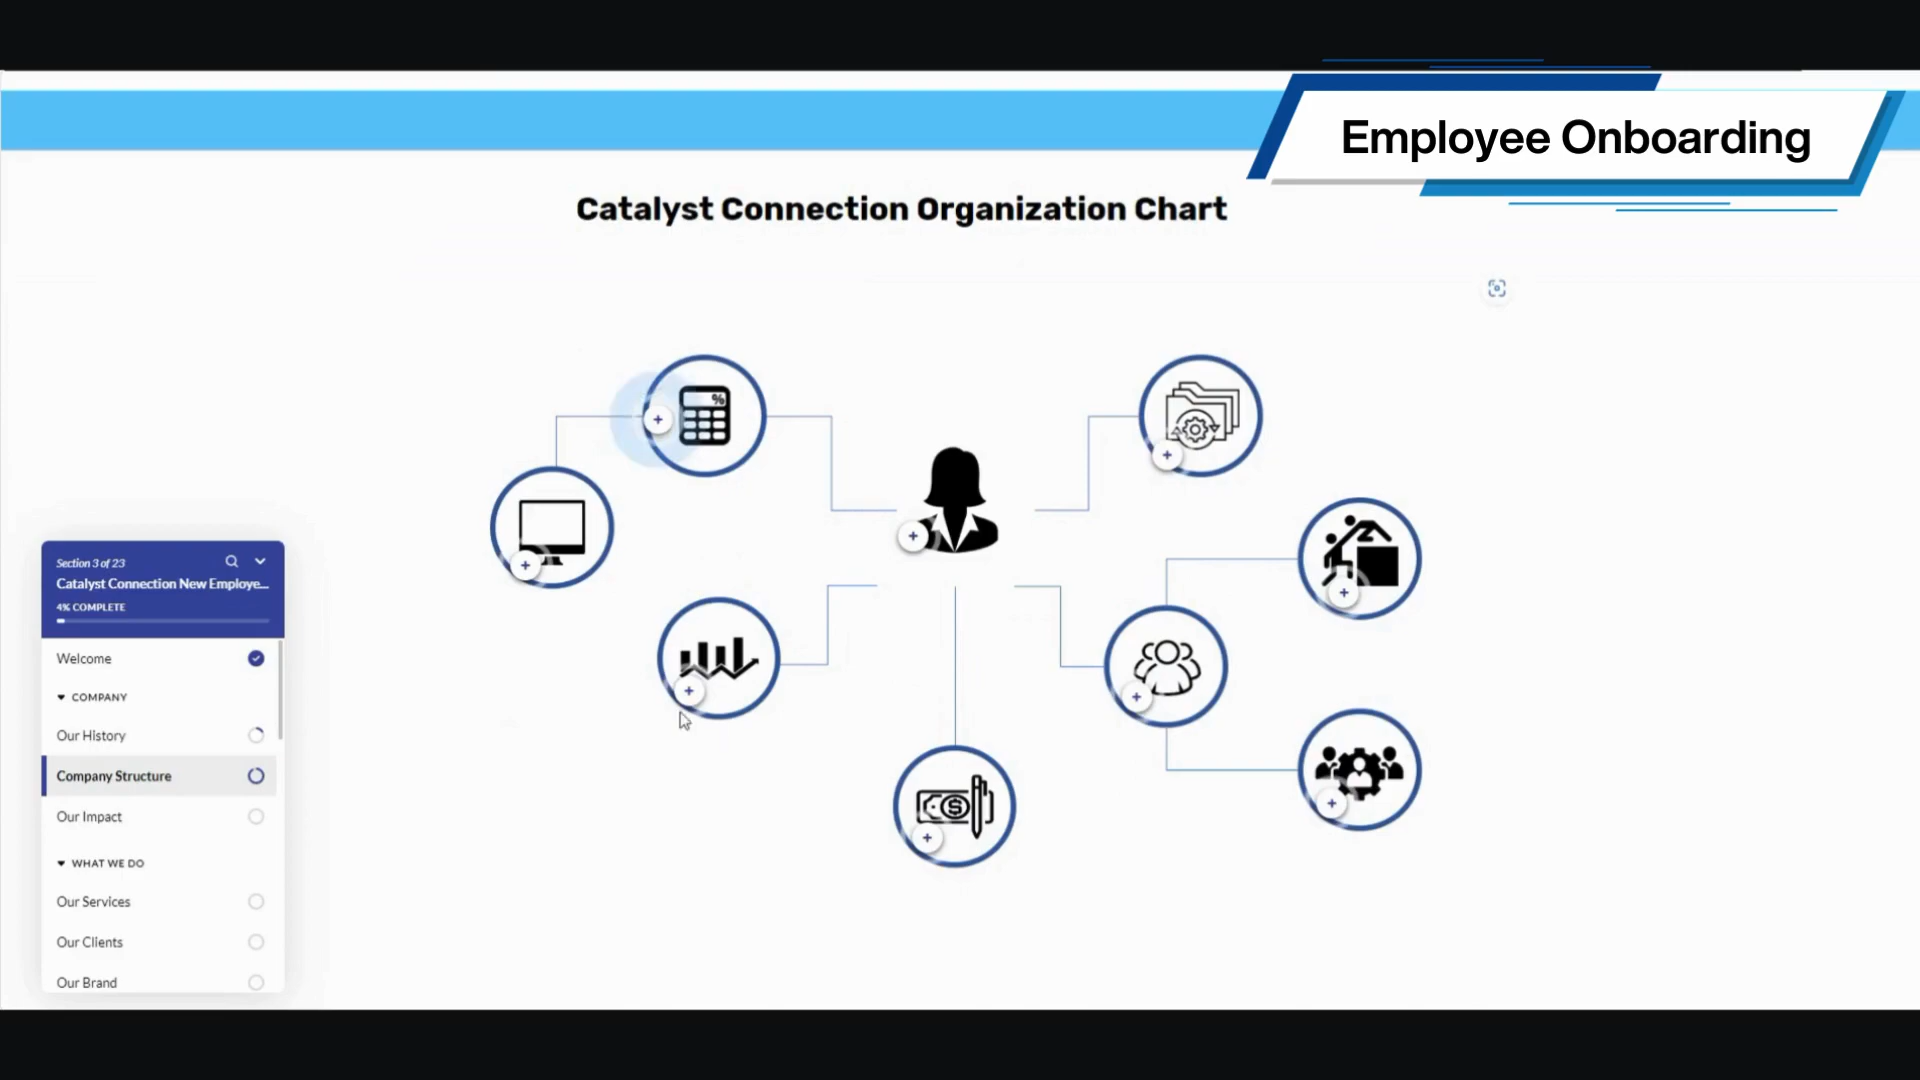 Employee Onboarding
Catalyst Connection Organization Chart
%
$
Section 3 of 23
Catalyst Connection New Employe...
4% COMPLETE
Welcome
COMPANY
Our History
Company Structure
Our Impact
WHAT WE DO
Our Services
Our Clients
Our Brand